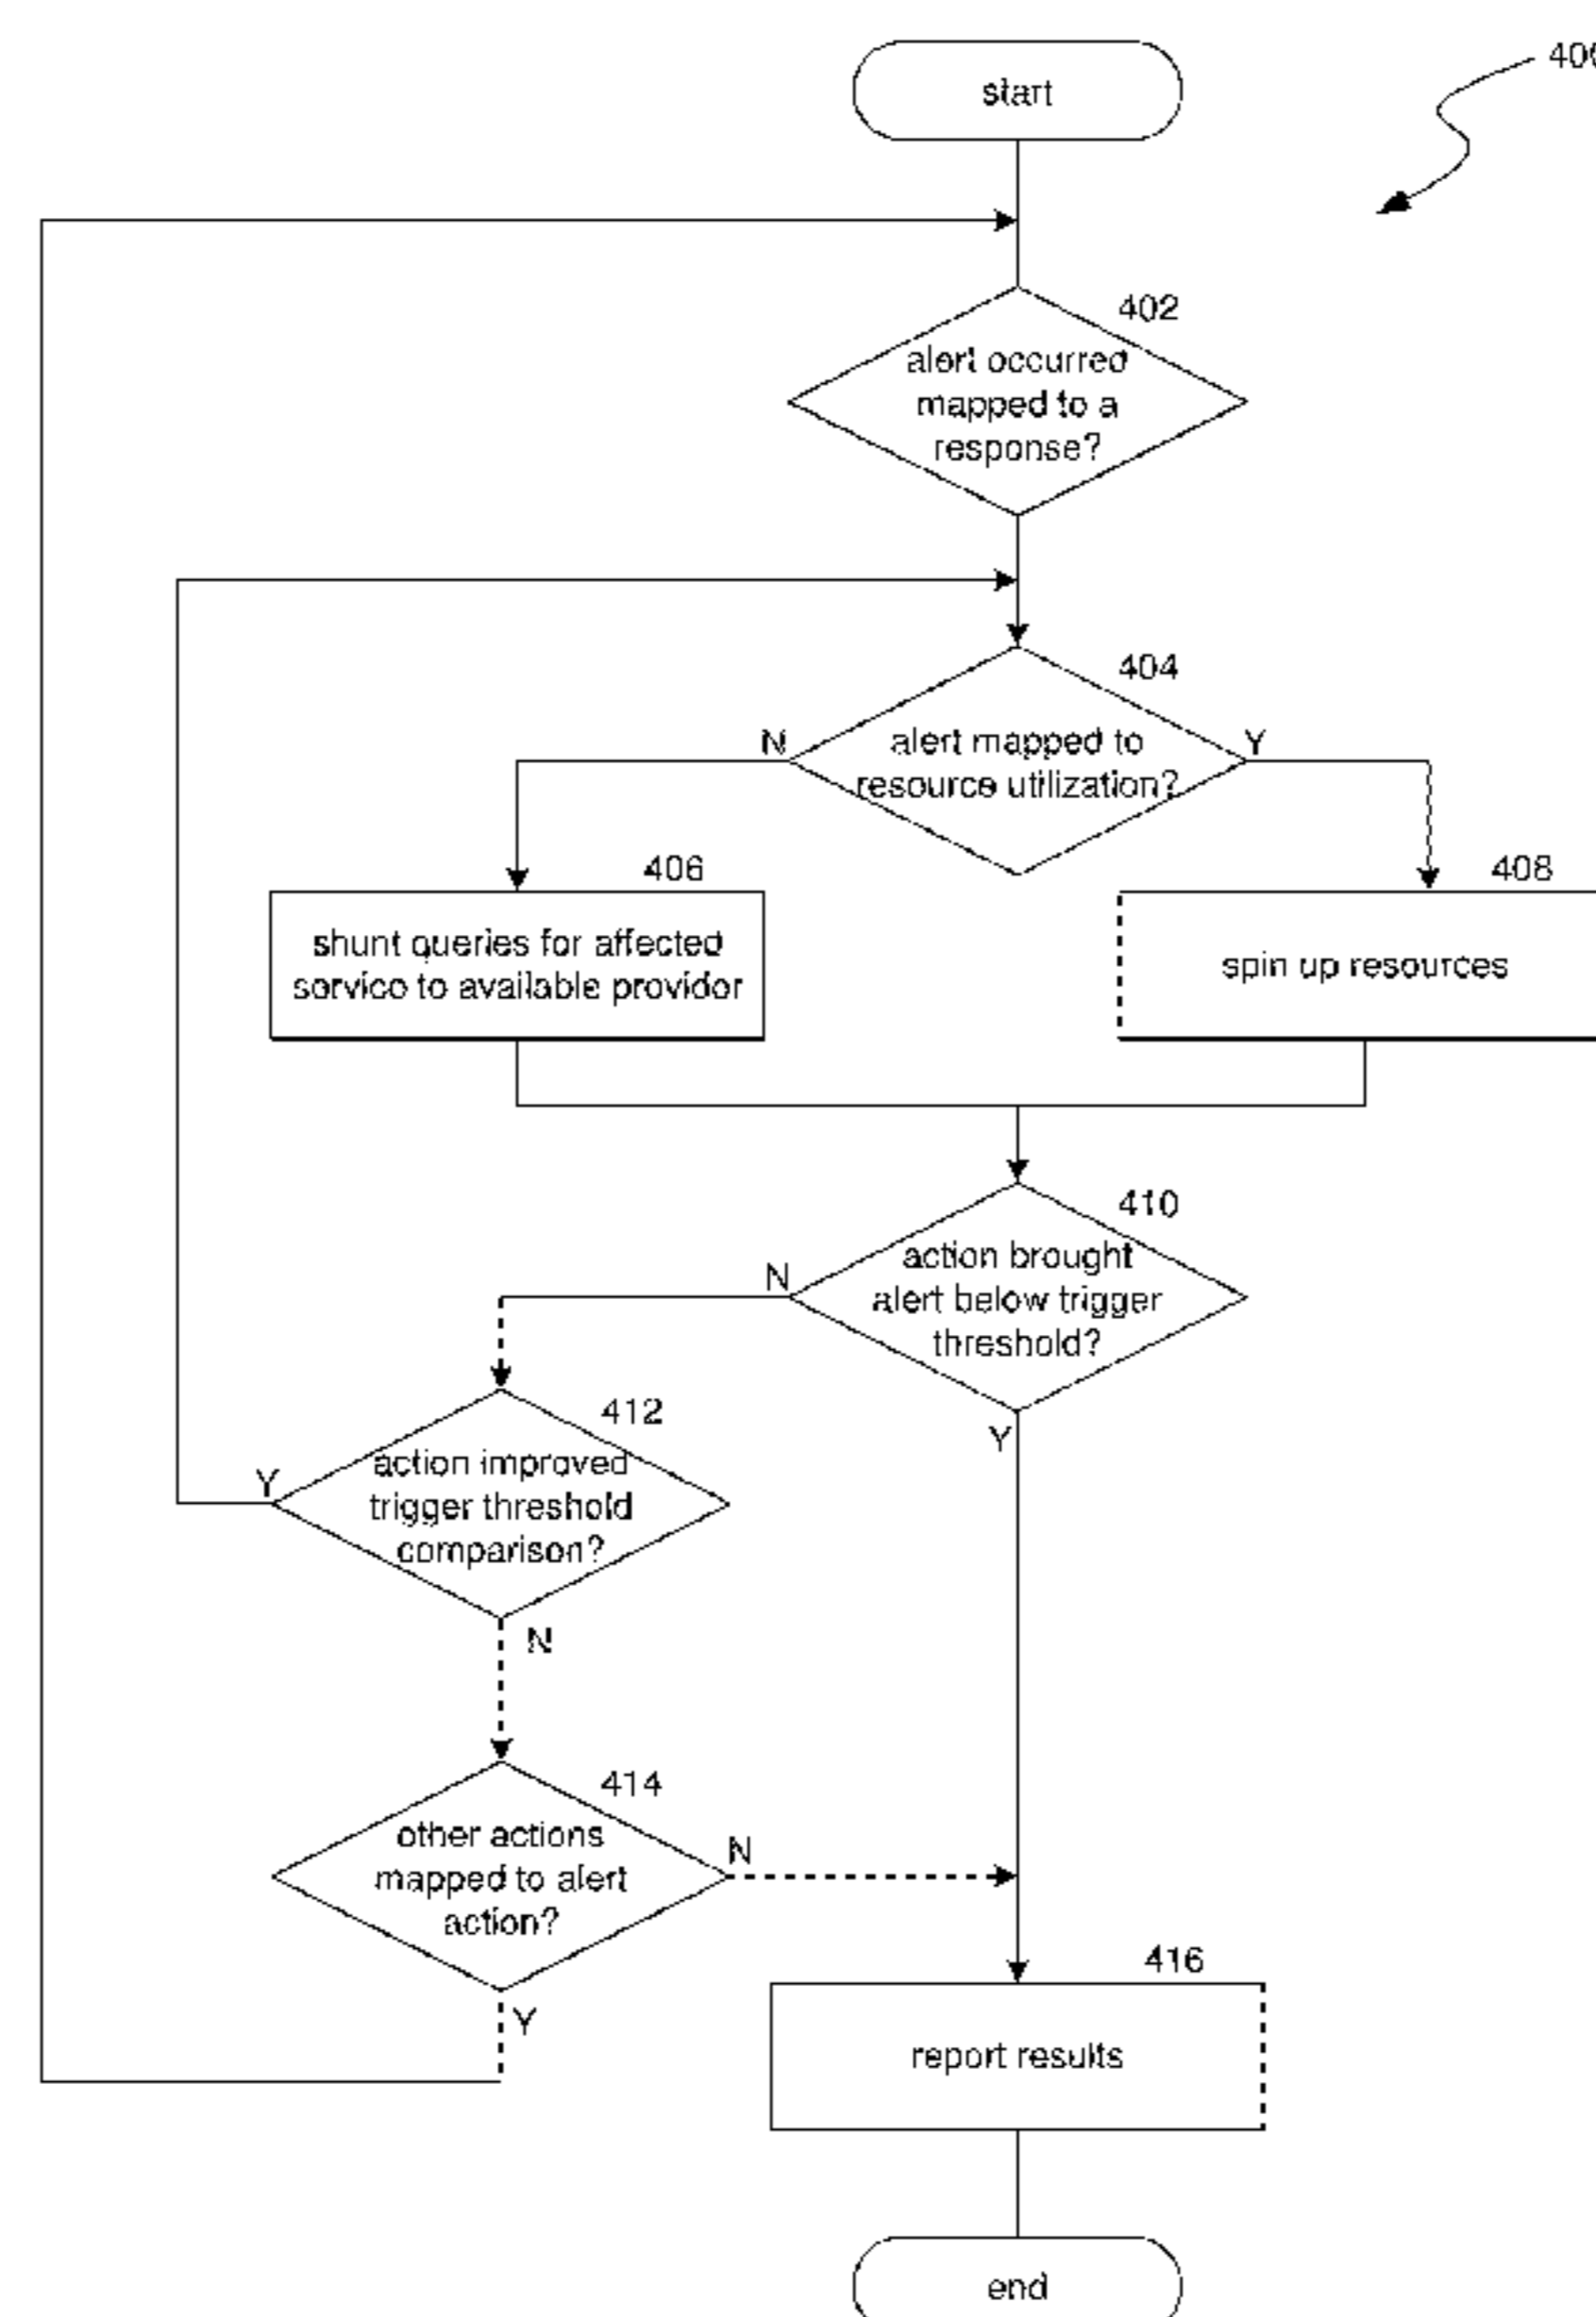 start
400
402
alert occurred
mapped to a
response?
404
N
alert mapped to
resource utilization?
Y
406
shunt queries for affected
service to available provider
408
spin up resources
410
N
action brought
alert below trigger
threshold?
Y
412
Y
action improved
trigger threshold
comparison?
N
414
other actions
mapped to alert
action?
N
Y
416
report results
end